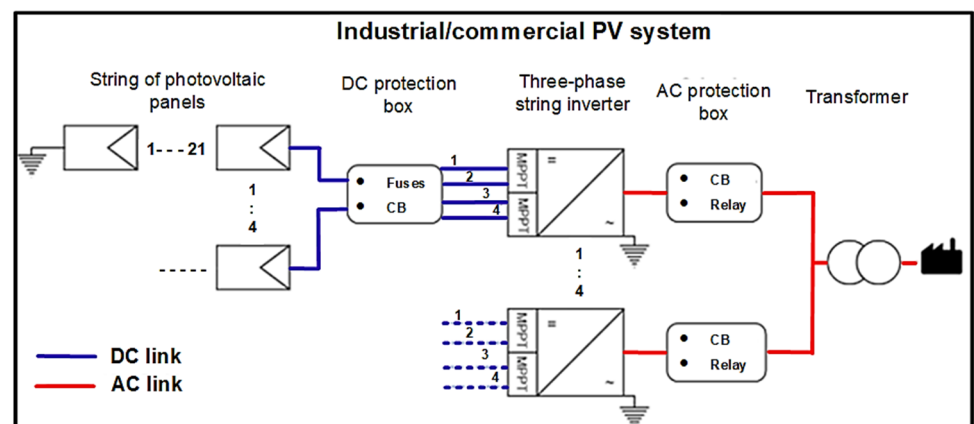 Industrial/commercial PV system
String of photovoltaic
panels
DC protection
box
Three-phase
string inverter
AC protection
box
Transformer
1---21
1
:
4
-----
Fuses
CB
1
2
3
4
MPPT
MPPT
=
~
CB
Relay
1
:
4
1
2
3
4
MPPT
MPPT
=
~
CB
Relay
DC link
AC link